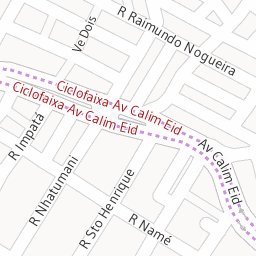 R Raimundo Nogueira
Ve Dois
Ciclofaixa-Av Calim-Eid
Ciclofaixa-Av Calim-Eid
Av Calim Eid
R Impatá
R Nhatumani
R Sto Henrique
R Namé